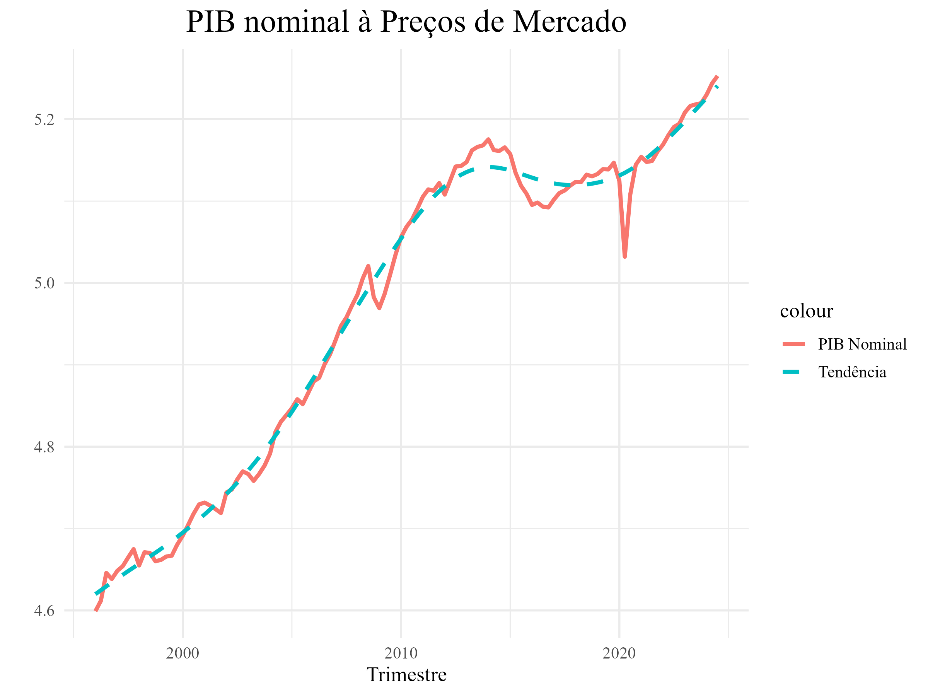 PIB nominal à Preços de Mercado
5.2
5.0
4.8
4.6
2000
2010
2020
Trimestre
colour
PIB Nominal
Tendência